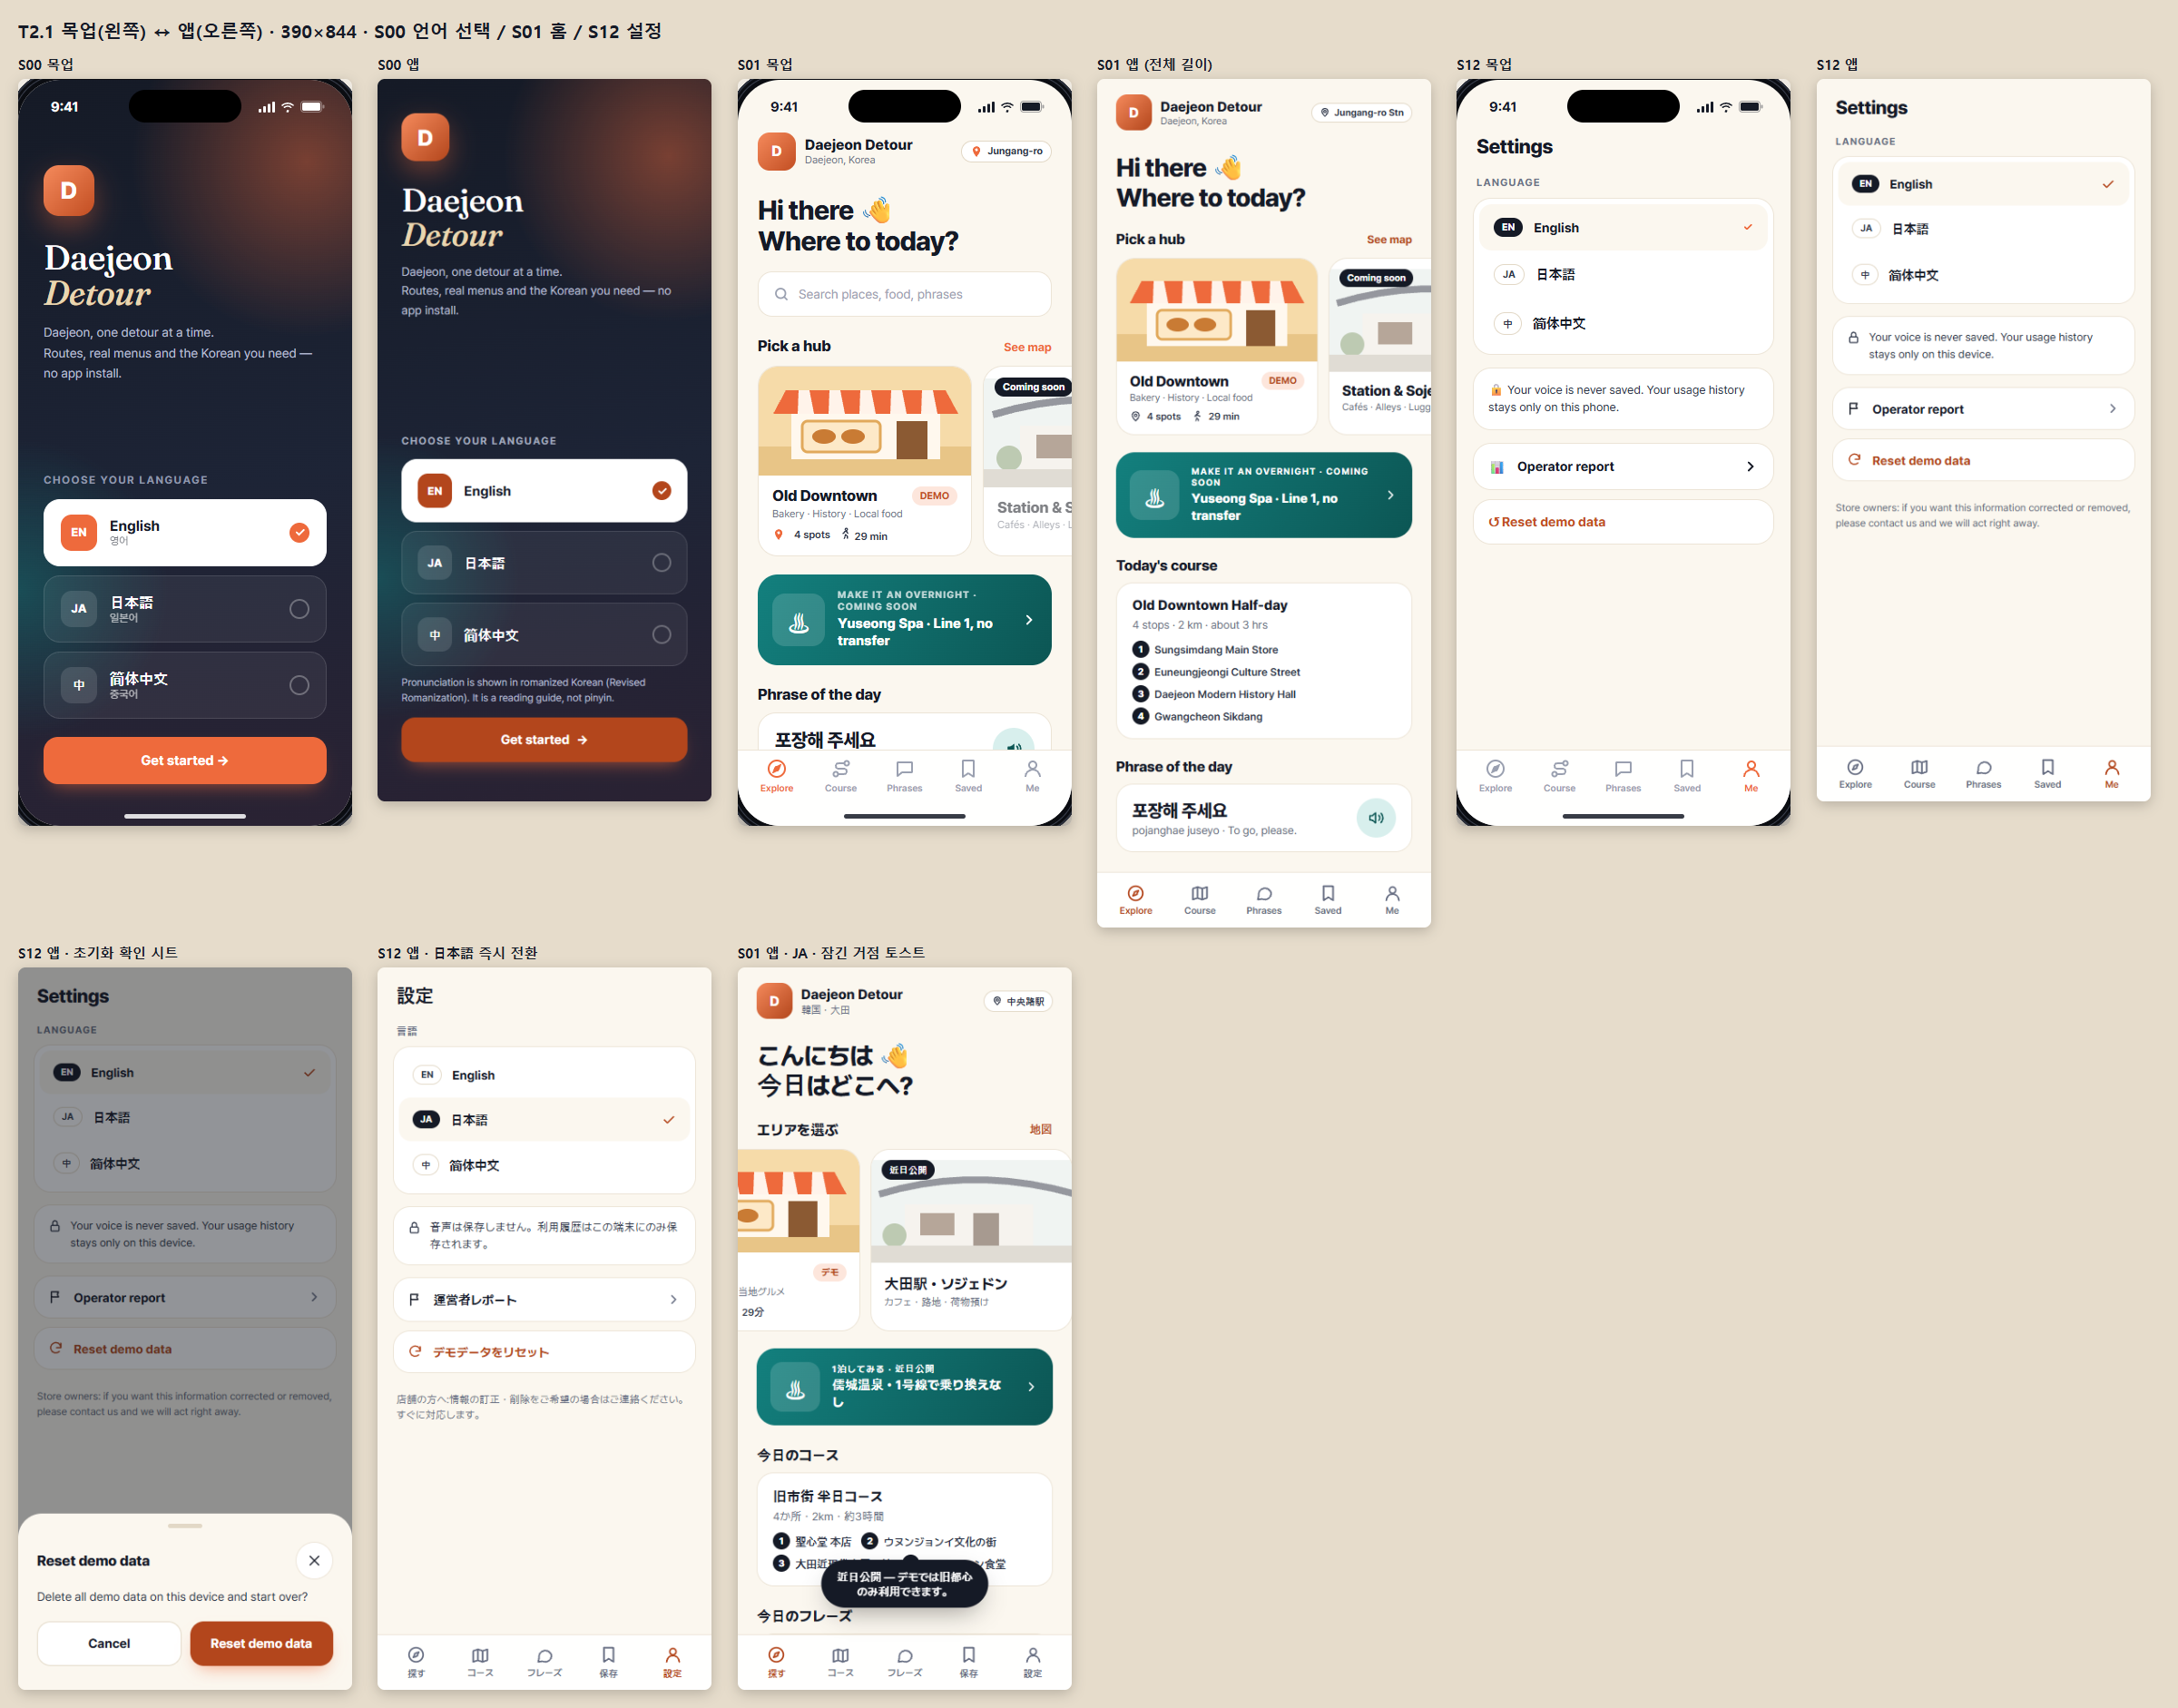 T2.1 목업(왼쪽) ↔ 앱(오른쪽) · 390×844 · S00 언어 선택 / S01 홈 / S12 설정
S00 목업
9:41
D
Daejeon
Detour
Daejeon, one detour at a time.
Routes, real menus and the Korean you need —
no app install.
CHOOSE YOUR LANGUAGE
EN
English
영어
JA
日本語
일본어
中
简体中文
중국어
Get started →
S00 앱
D
Daejeon
Detour
Daejeon, one detour at a time.
Routes, real menus and the Korean you need — no
app install.
CHOOSE YOUR LANGUAGE
EN English
JA 日本語
中 简体中文
Pronunciation is shown in romanized Korean (Revised
Romanization). It is a reading guide, not pinyin.
Get started →
S01 목업
9:41
D
Daejeon Detour
Daejeon, Korea
Jungang-ro
Hi there 👋
Where to today?
Search places, food, phrases
Pick a hub
See map
Coming soon
Old Downtown
DEMO
Bakery · History · Local food
4 spots
29 min
Station & S
Cafés · Alleys · L
MAKE IT AN OVERNIGHT ·
COMING SOON
Yuseong Spa · Line 1, no
transfer
Phrase of the day
포장해 주세요
Explore
Course
Phrases
Saved
Me
S01 앱 (전체 길이)
D
Daejeon Detour
Daejeon, Korea
Jungang-ro Stn
Hi there 👋
Where to today?
Pick a hub
See map
Coming soon
Old Downtown
DEMO
Bakery · History · Local food
4 spots
29 min
Station & Soje
Cafés · Alleys · Lugg
MAKE IT AN OVERNIGHT · COMING
SOON
Yuseong Spa · Line 1, no
transfer
Today's course
Old Downtown Half-day
4 stops · 2 km · about 3 hrs
1 Sungsimdang Main Store
2 Euneungjeongi Culture Street
3 Daejeon Modern History Hall
4 Gwangcheon Sikdang
Phrase of the day
포장해 주세요
pojanghae juseyo · To go, please.
Explore
Course
Phrases
Saved
Me
S12 목업
9:41
Settings
LANGUAGE
EN English
JA 日本語
中 简体中文
🔒 Your voice is never saved. Your usage history
stays only on this phone.
📊 Operator report
↺ Reset demo data
Explore
Course
Phrases
Saved
Me
S12 앱
Settings
LANGUAGE
EN English
JA 日本語
中 简体中文
Your voice is never saved. Your usage history
stays only on this device.
Operator report
Reset demo data
Store owners: if you want this information corrected or removed,
please contact us and we will act right away.
Explore
Course
Phrases
Saved
Me
S12 앱 · 초기화 확인 시트
Settings
LANGUAGE
EN English
JA 日本語
中 简体中文
Your voice is never saved. Your usage history
stays only on this device.
Operator report
Reset demo data
Store owners: if you want this information corrected or removed,
please contact us and we will act right away.
Reset demo data
Delete all demo data on this device and start over?
Cancel
Reset demo data
S12 앱 · 日本語 즉시 전환
設定
言語
EN English
JA 日本語
中 简体中文
音声は保存しません。利用履歴はこの端末にのみ保
存されます。
運営者レポート
デモデータをリセット
店舗の方へ:情報の訂正・削除をご希望の場合はご連絡ください。
すぐに対応します。
探す
コース
フレーズ
保存
設定
S01 앱 · JA · 잠긴 거점 토스트
D
Daejeon Detour
韓国 · 大田
中央路駅
こんにちは 👋
今日はどこへ?
エリアを選ぶ
地図
近日公開
デモ
当地グルメ
29分
大田駅・ソジェドン
カフェ・路地・荷物預け
1泊してみる · 近日公開
儒城温泉・1号線で乗り換えな
し
今日のコース
旧市街 半日コース
4か所 · 2km · 約3時間
1 聖心堂 本店 2 ウヌンジョンイ文化の街
3 大田近 食堂
近日公開 — デモでは旧都心
のみ利用できます。
今日のフレーズ
探す
コース
フレーズ
保存
設定